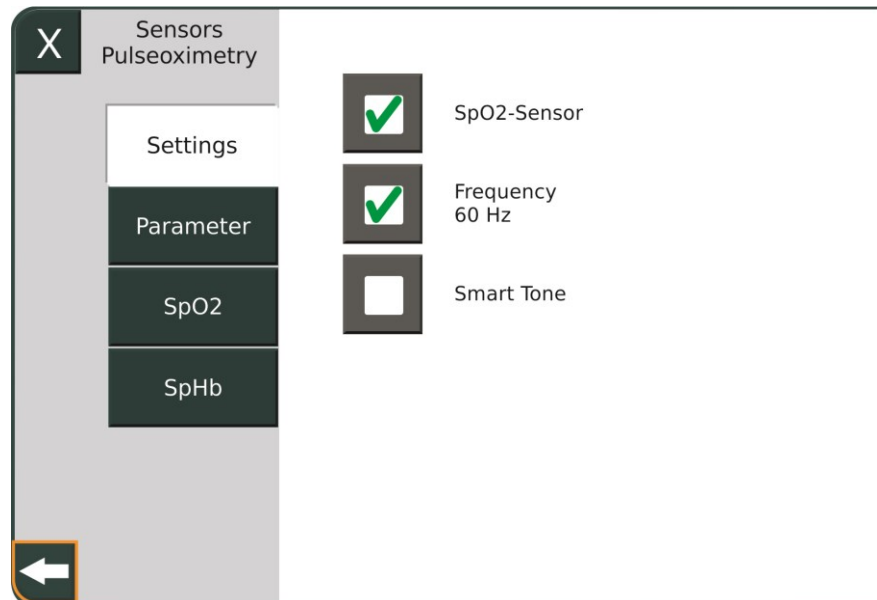 X
Sensors
Pulseoximetry
Settings
Parameter
SpO2
SpHb
SpO2-Sensor
Frequency
60 Hz
Smart Tone